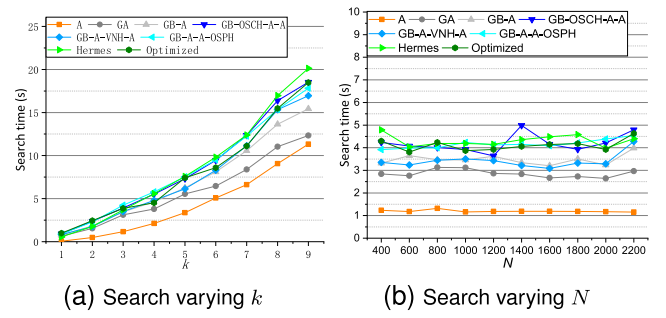 A GA GB-A GB-OSCH-A-A
GB-A-VNH-A GB-A-A-OSPH
Hermes Optimized
25
20
15
10
5
0
Search time (s)
1 2 3 4 5 6 7 8 9
k
(a) Search varying k
A GA GB-A GB-OSCH-A-A
GB-A-VNH-A GB-A-A-OSPH
Hermes Optimized
10
9
8
7
6
5
4
3
2
1
0
Search time (s)
400 600 800 1000 1200 1400 1600 1800 2000 2200
N
(b) Search varying N